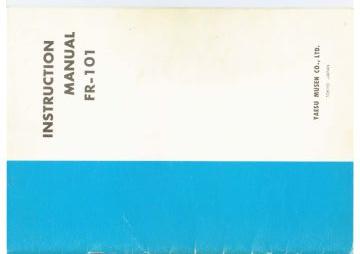 INSTRUCTION
MANUAL
FR-101
YAESU MUSEN CO., LTD.
TOKYO JAPAN